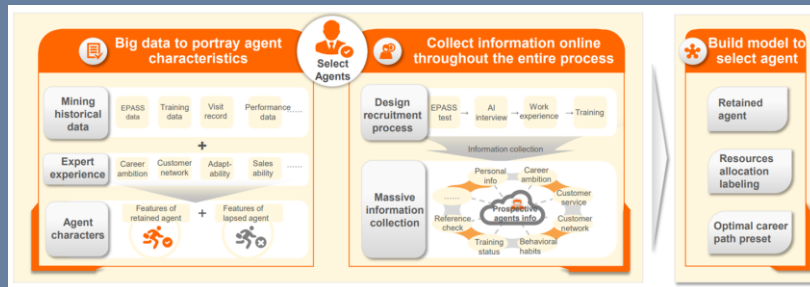 Big data to portray agent
characteristics
Mining
historical
data
EPASS
data
Training
data
Visit
record
Performance
data
......
+
Expert
experience
Career
ambition
Customer
network
Adapt-
ability
Sales
ability
......
Agent
characters
Features of
retained agent
+
Features of
lapsed agent
Select
Agents
Collect information online
throughout the entire process
Design
recruitment
process
EPASS
test
AI
interview
Work
experience
Training
Information collection
Massive
information
collection
Personal
info
Career
ambition
Customer
service
Customer
network
Behavioral
habits
Training
status
Reference
check
......
Prospective
agents info
Build model to
select agent
Retained
agent
Resources
allocation
labeling
Optimal career
path preset